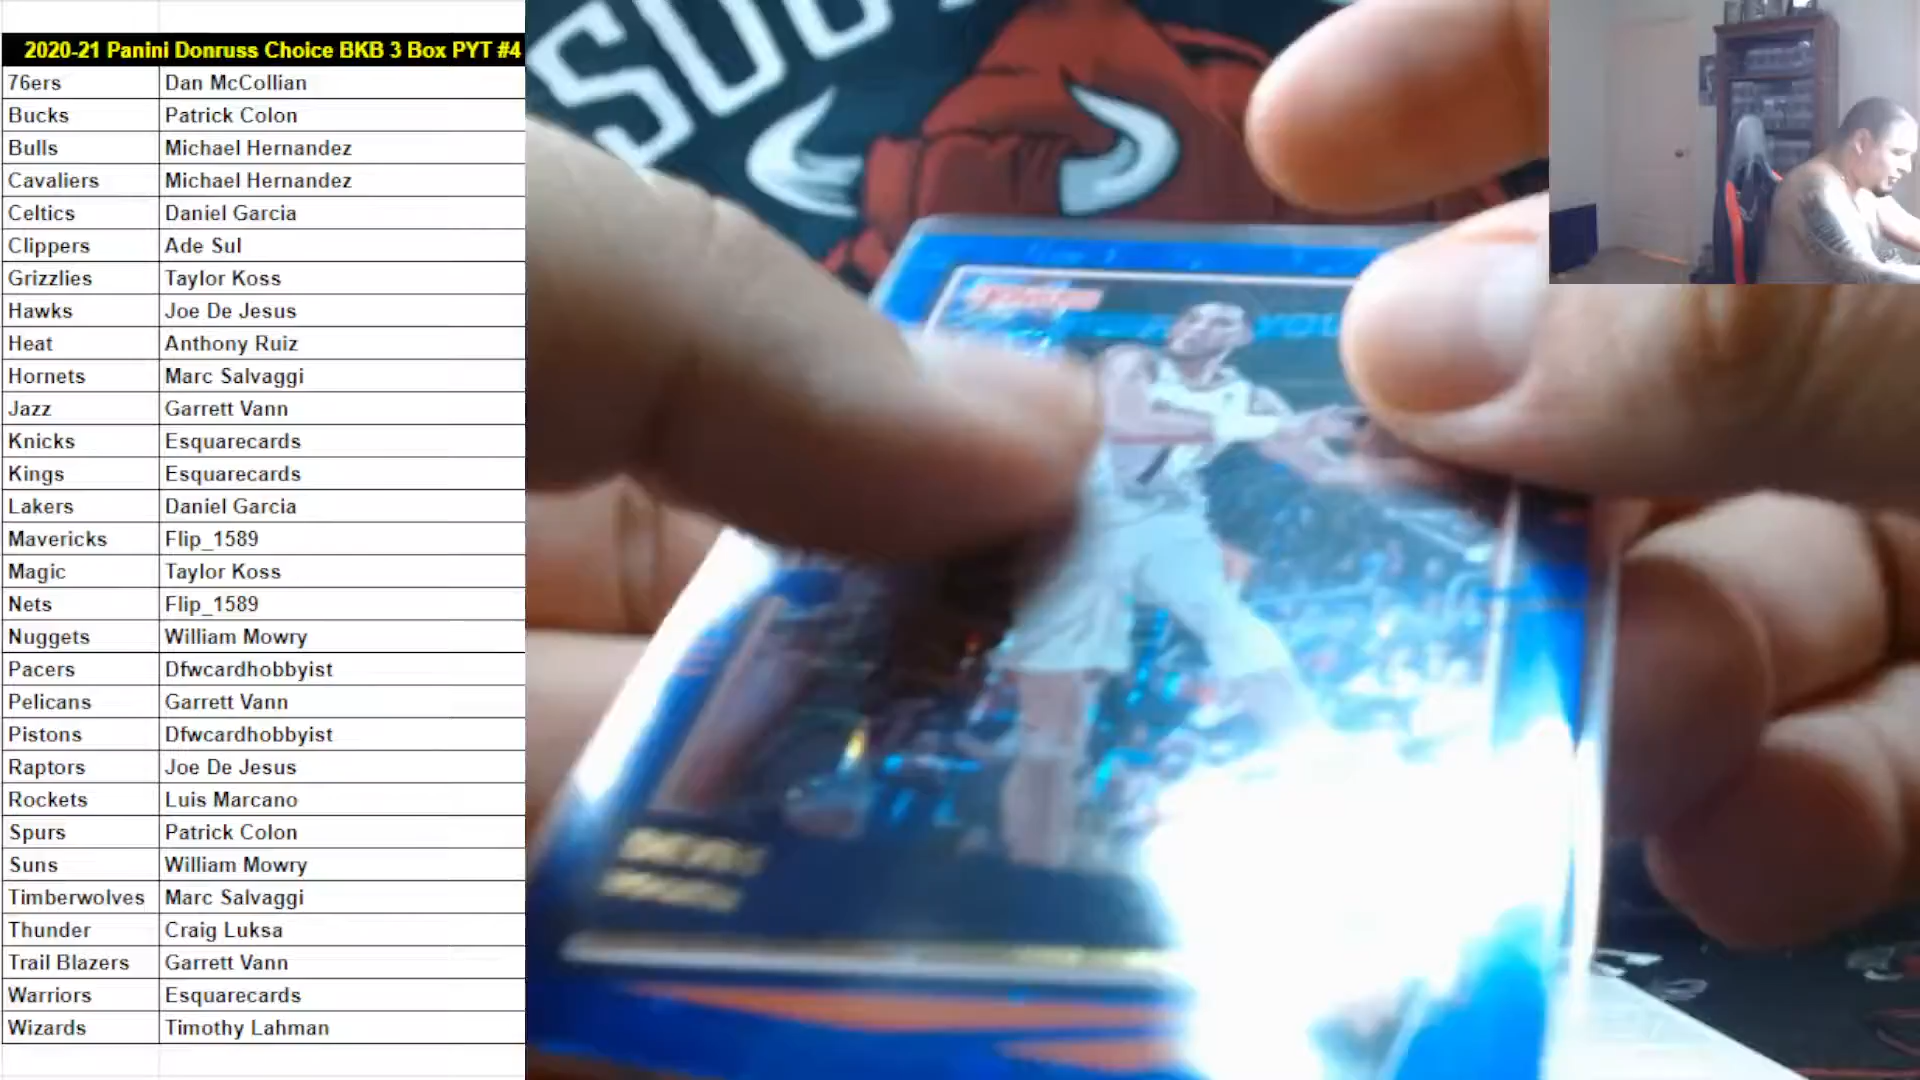 2020-21 Panini Donruss Choice BKB 3 Box PYT #4
76ers Dan McCollian
Bucks Patrick Colon
Bulls Michael Hernandez
Cavaliers Michael Hernandez
Celtics Daniel Garcia
Clippers Ade Sul
Grizzlies Taylor Koss
Hawks Joe De Jesus
Heat Anthony Ruiz
Hornets Marc Salvaggi
Jazz Garrett Vann
Knicks Esquarecards
Kings Esquarecards
Lakers Daniel Garcia
Mavericks Flip_1589
Magic Taylor Koss
Nets Flip_1589
Nuggets William Mowry
Pacers Dfwcardhobbyist
Pelicans Garrett Vann
Pistons Dfwcardhobbyist
Raptors Joe De Jesus
Rockets Luis Marcano
Spurs Patrick Colon
Suns William Mowry
Timberwolves Marc Salvaggi
Thunder Craig Luksa
Trail Blazers Garrett Vann
Warriors Esquarecards
Wizards Timothy Lahman